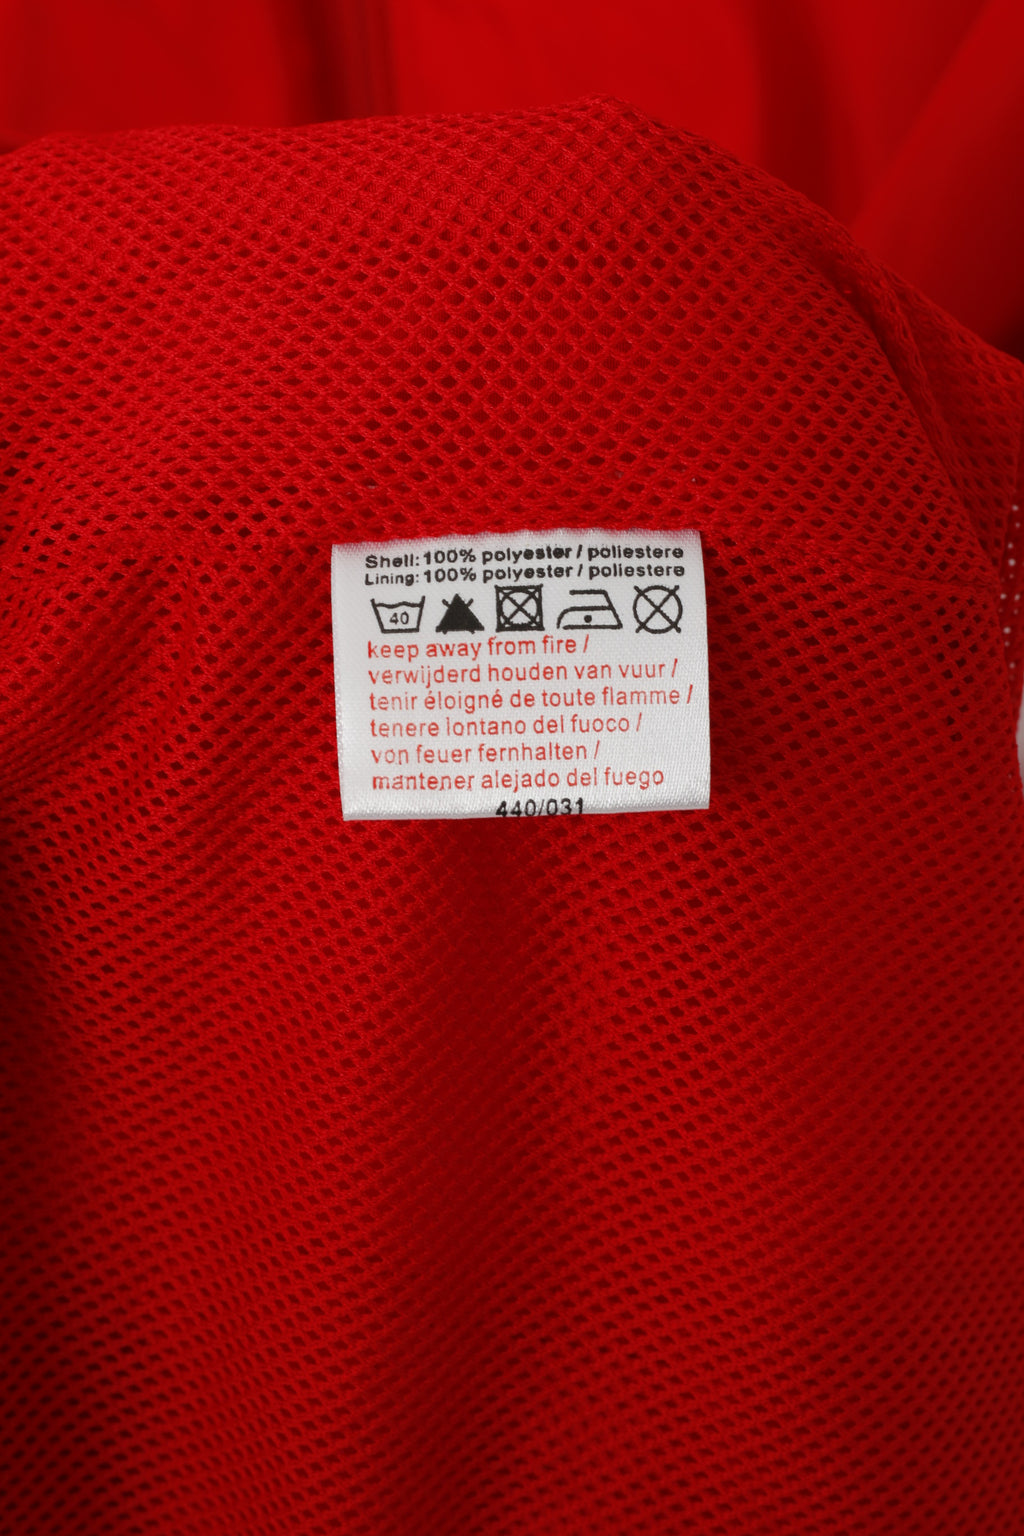 Shell: 100% polyester / poliestere
Lining: 100% polyester / poliestere
40
keep away from fire /
verwijderd houden van vuur /
tenir éloigné de toute flamme /
tenere lontano del fuoco /
von feuer fernhalten /
mantener alejado del fuego
440/031